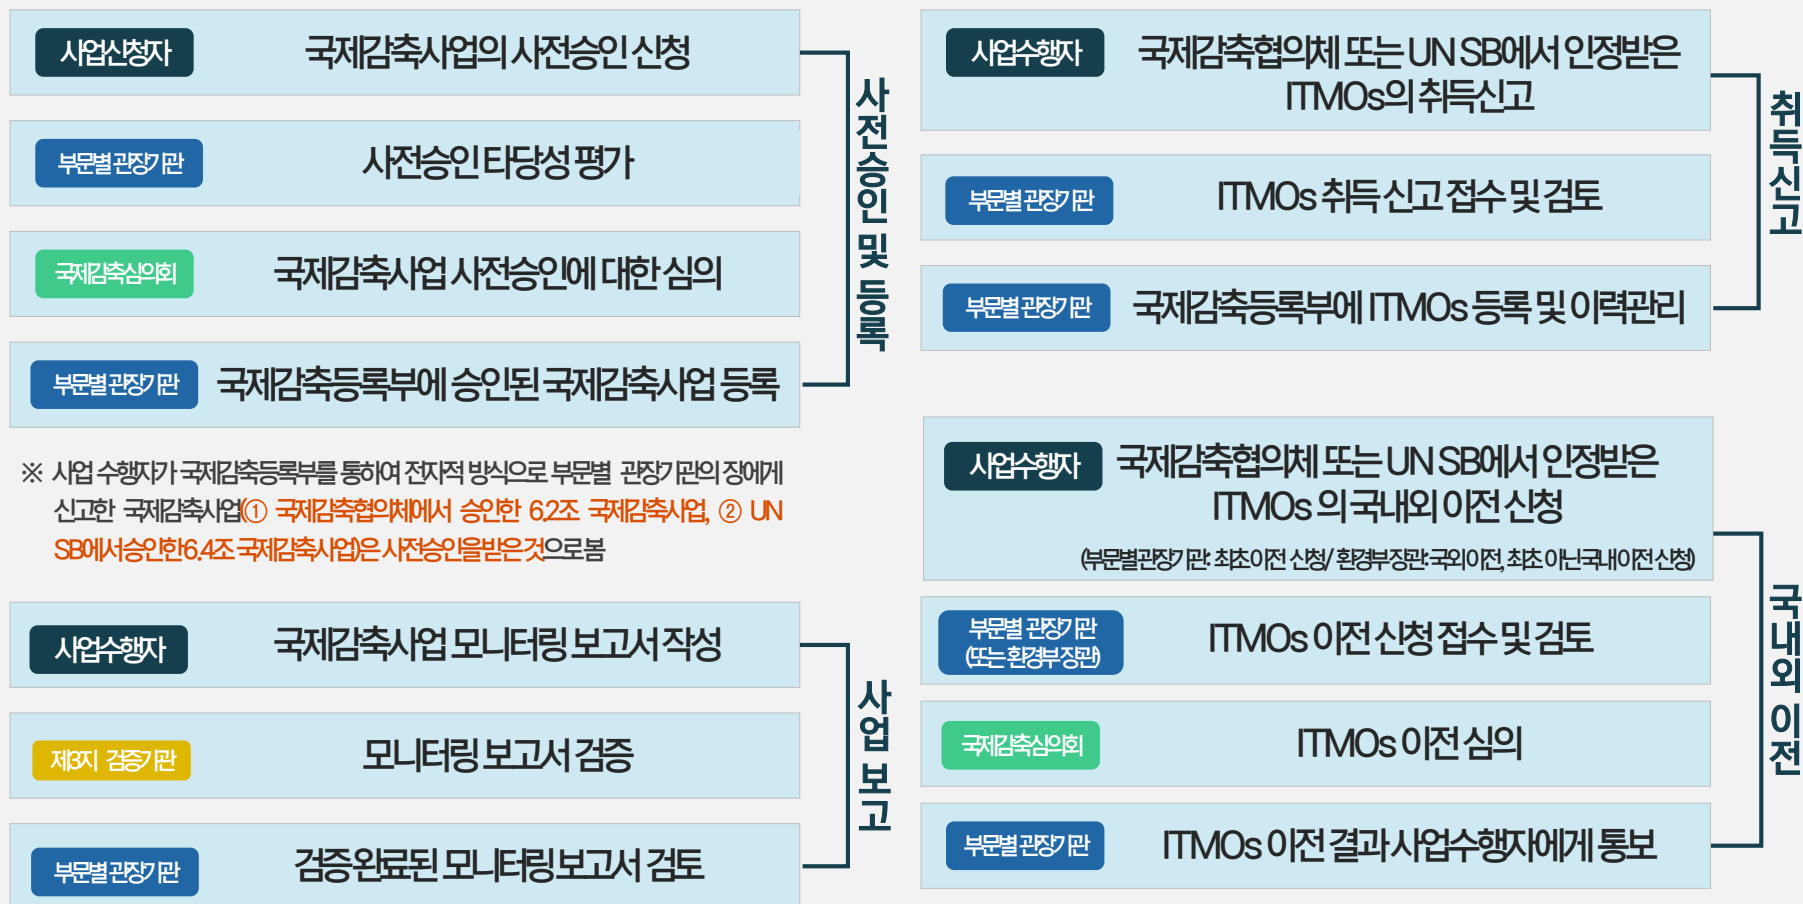 사업신청자
국제감축사업의 사전승인 신청
부문별 관장기관
사전승인 타당성 평가
국제감축심의회
국제감축사업 사전승인에 대한 심의
부문별 관장기관
국제감축등록부에 승인된 국제감축사업 등록
사전승인 및 등록
※ 사업 수행자가 국제감축등록부를 통하여 전자적 방식으로 부문별 관장기관의 장에게
신고한 국제감축사업(① 국제감축협의체에서 승인한 6.2조 국제감축사업, ② UN
SB에서 승인한 6.4조 국제감축사업)은 사전승인을 받은 것으로 봄
사업수행자
국제감축사업 모니터링 보고서 작성
제3자 검증기관
모니터링 보고서 검증
부문별 관장기관
검증완료된 모니터링 보고서 검토
사업 보고
사업수행자
국제감축협의체 또는 UN SB에서 인정받은
ITMOs의 취득신고
부문별 관장기관
ITMOs 취득 신고 접수 및 검토
부문별 관장기관
국제감축등록부에 ITMOs 등록 및 이력관리
취득신고
사업수행자
국제감축협의체 또는 UN SB에서 인정받은
ITMOs 의 국내외 이전 신청
(부문별 관장기관: 최초 이전 신청/ 환경부장관: 국외 이전, 최초 아닌 국내 이전 신청)
부문별 관장기관
(또는 환경부 장관)
ITMOs 이전 신청 접수 및 검토
국제감축심의회
ITMOs 이전 심의
부문별 관장기관
ITMOs 이전 결과 사업수행자에게 통보
국내외 이전